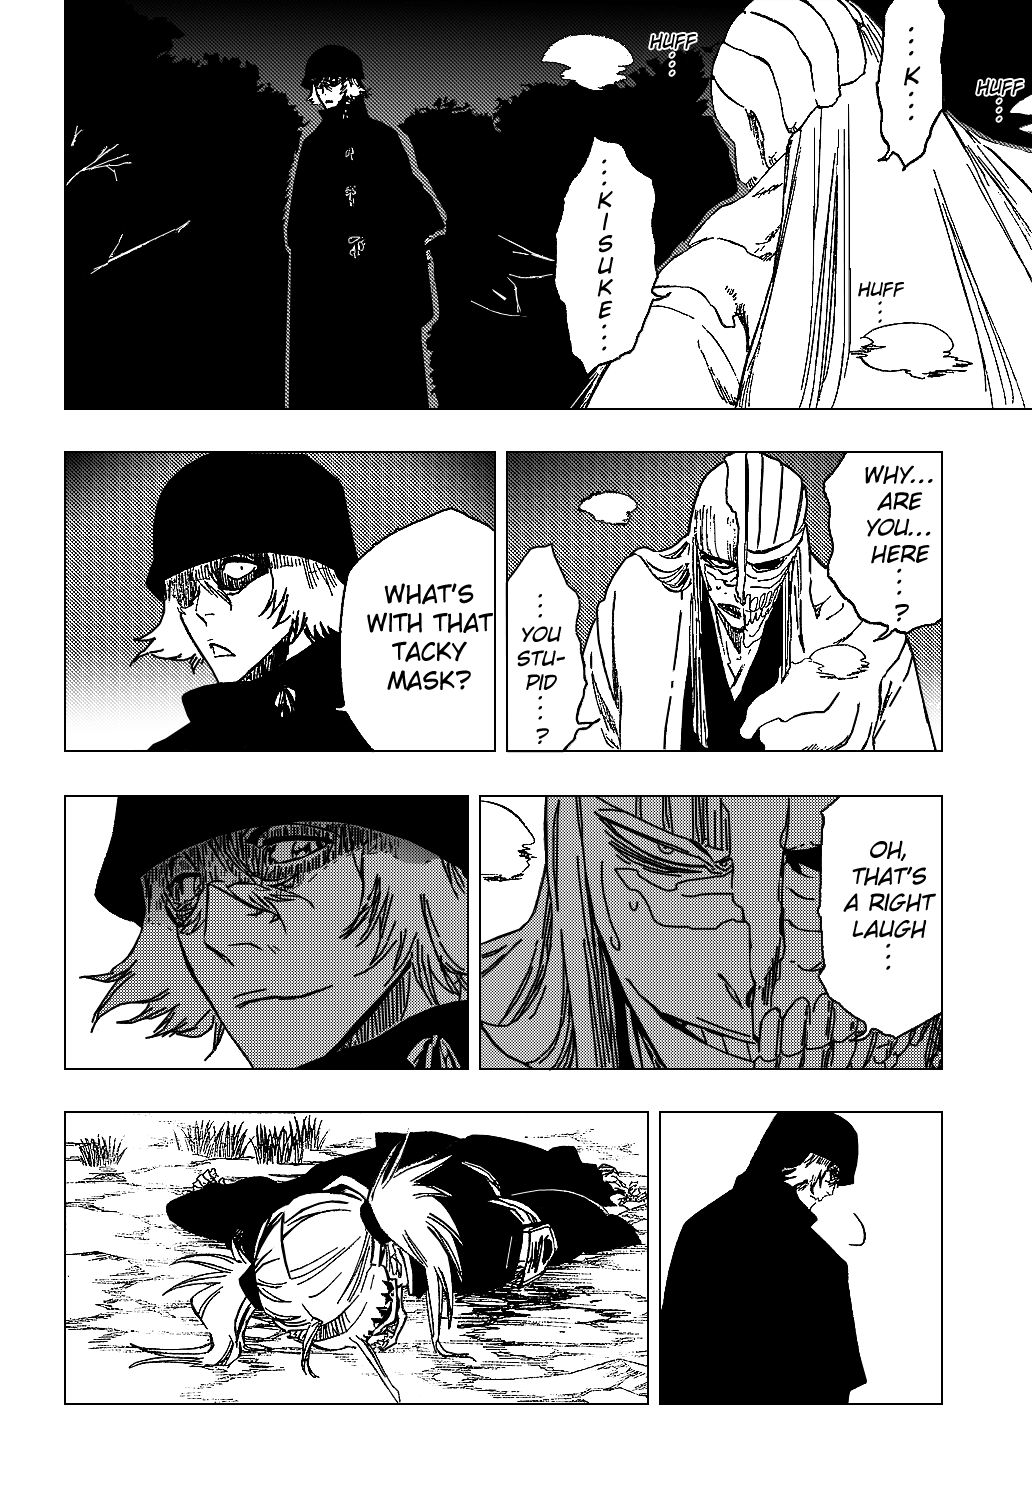 HUFF
...
HUFF
...
...K...
...KISUKE...
HUFF
...
WHY...
ARE
YOU...
HERE
...?
...
YOU
STU-
PID
...?
WHAT'S
WITH THAT
TACKY
MASK?
OH,
THAT'S
A RIGHT
LAUGH
...